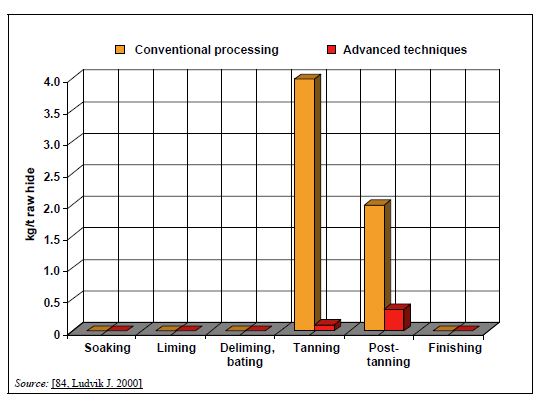 Conventional processing
Advanced techniques
4.0
3.5
3.0
2.5
2.0
1.5
1.0
0.5
0
kg/t raw hide
Soaking
Liming
Deliming,
bating
Tanning
Post-
tanning
Finishing
Source: [84, Ludvik J. 2000]